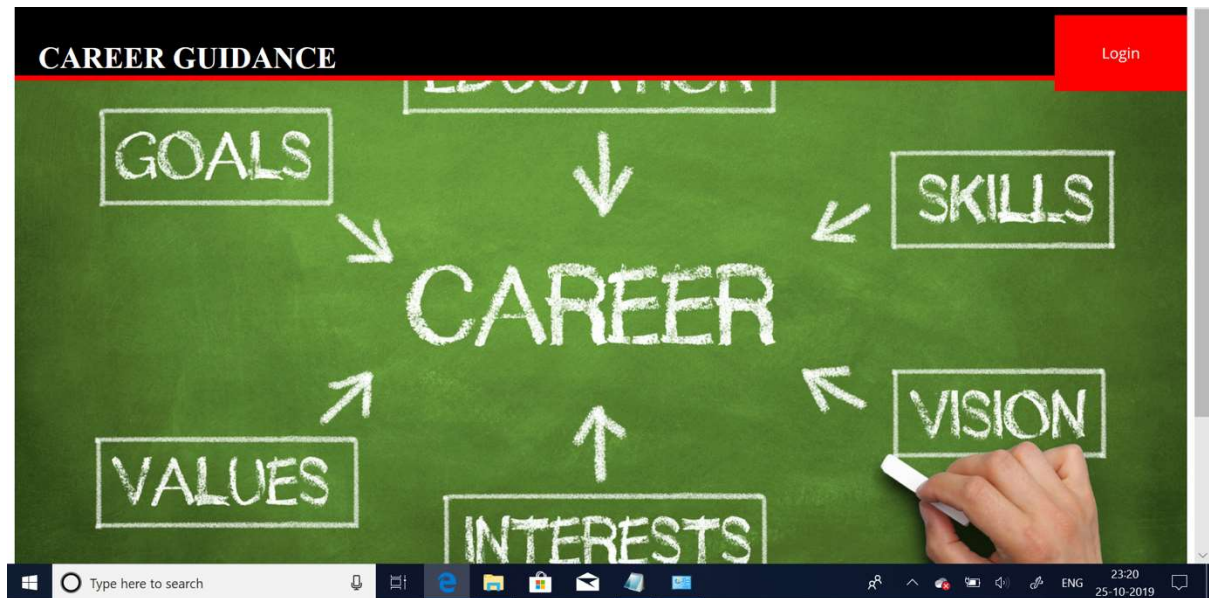 CAREER GUIDANCE
Login
EDUCATION
GOALS
SKILLS
CAREER
VISION
VALUES
INTERESTS
Type here to search
ENG
23:20
25-10-2019